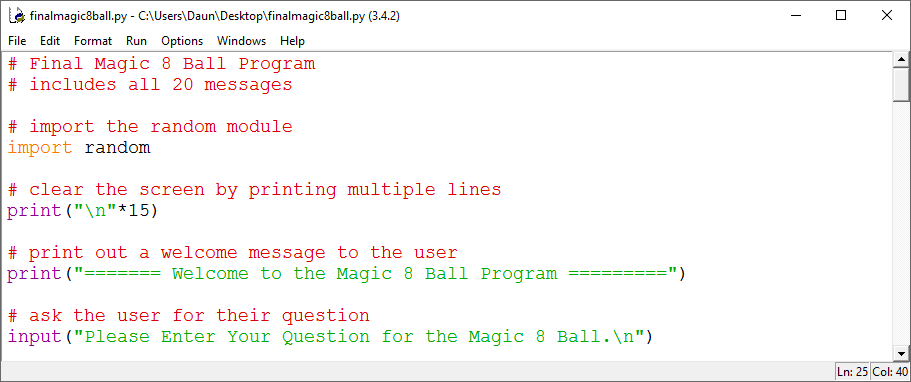 finalmagic8ball.py - C:\Users\Daun\Desktop\finalmagic8ball.py (3.4.2)
File Edit Format Run Options Windows Help
# Final Magic 8 Ball Program
# includes all 20 messages
# import the random module
import random
# clear the screen by printing multiple lines
print("\n"*15)
# print out a welcome message to the user
print("======= Welcome to the Magic 8 Ball Program =========")
# ask the user for their question
input("Please Enter Your Question for the Magic 8 Ball.\n")
Ln: 25 Col: 40